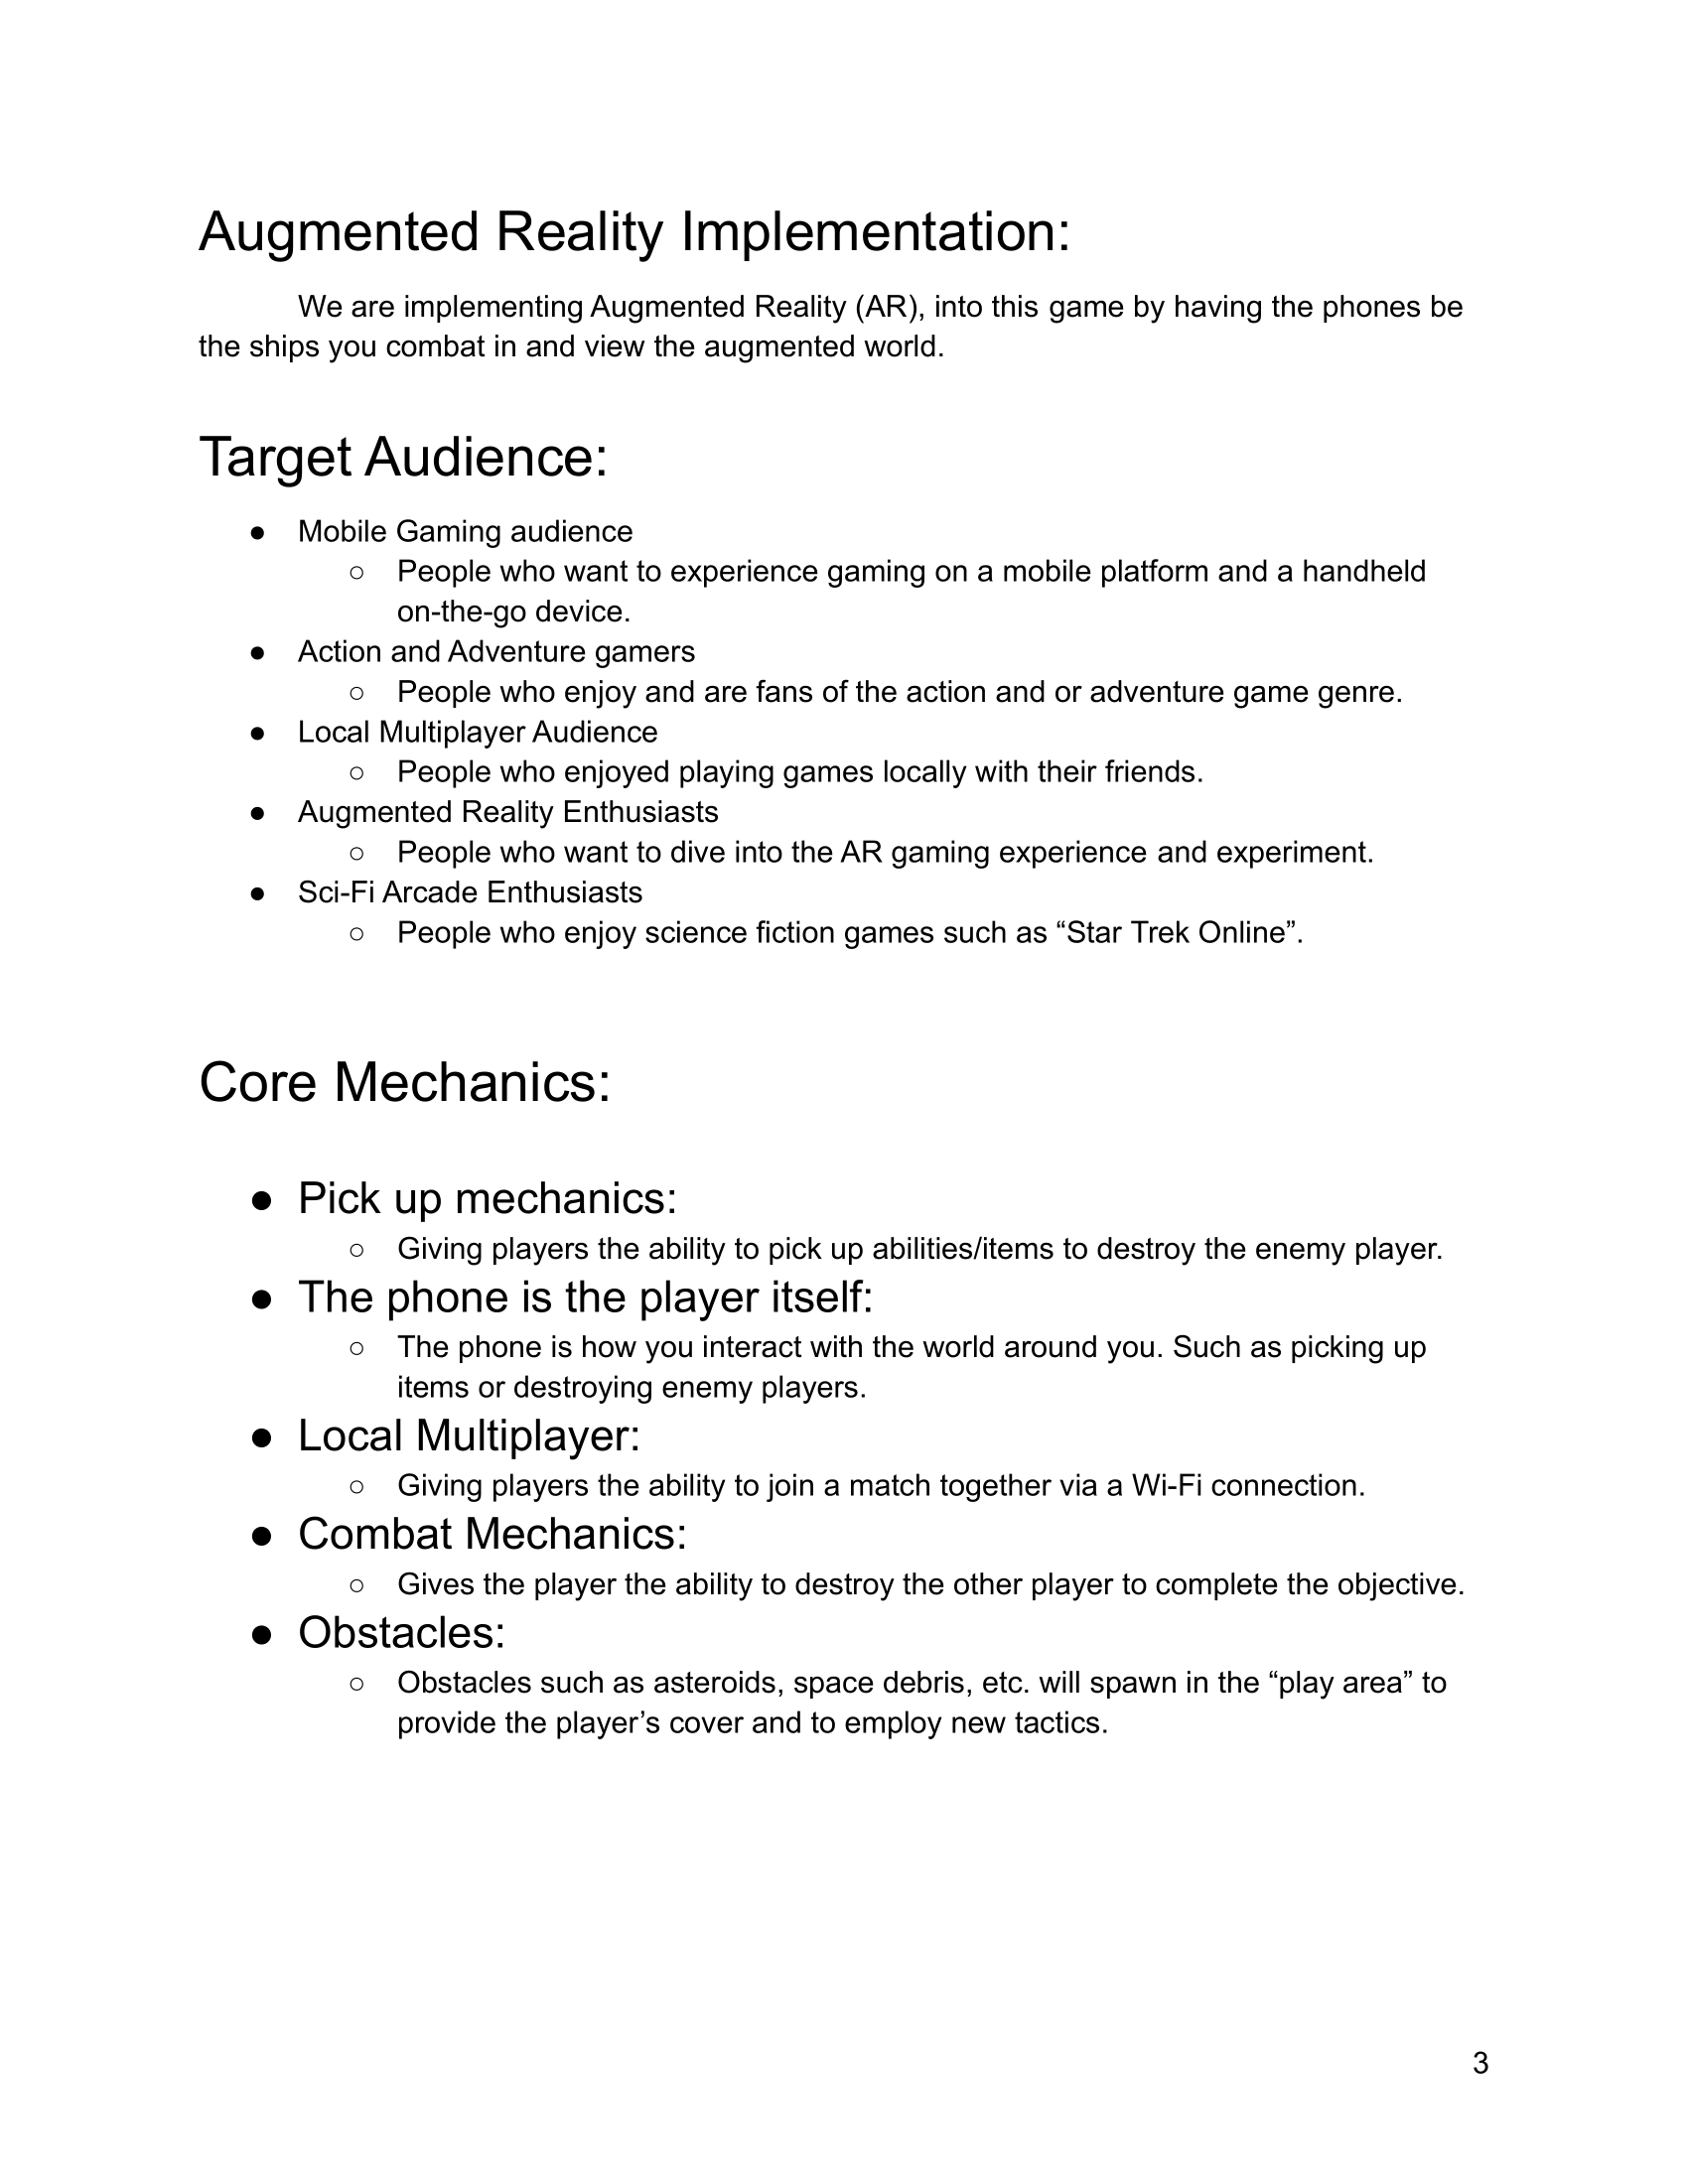 Augmented Reality Implementation:
We are implementing Augmented Reality (AR), into this game by having the phones be
the ships you combat in and view the augmented world.
Target Audience:
● Mobile Gaming audience
○ People who want to experience gaming on a mobile platform and a handheld
on-the-go device.
● Action and Adventure gamers
○ People who enjoy and are fans of the action and or adventure game genre.
● Local Multiplayer Audience
○ People who enjoyed playing games locally with their friends.
● Augmented Reality Enthusiasts
○ People who want to dive into the AR gaming experience and experiment.
● Sci-Fi Arcade Enthusiasts
○ People who enjoy science fiction games such as “Star Trek Online”.
Core Mechanics:
● Pick up mechanics:
○ Giving players the ability to pick up abilities/items to destroy the enemy player.
● The phone is the player itself:
○ The phone is how you interact with the world around you. Such as picking up
items or destroying enemy players.
● Local Multiplayer:
○ Giving players the ability to join a match together via a Wi-Fi connection.
● Combat Mechanics:
○ Gives the player the ability to destroy the other player to complete the objective.
● Obstacles:
○ Obstacles such as asteroids, space debris, etc. will spawn in the “play area” to
provide the player’s cover and to employ new tactics.
3